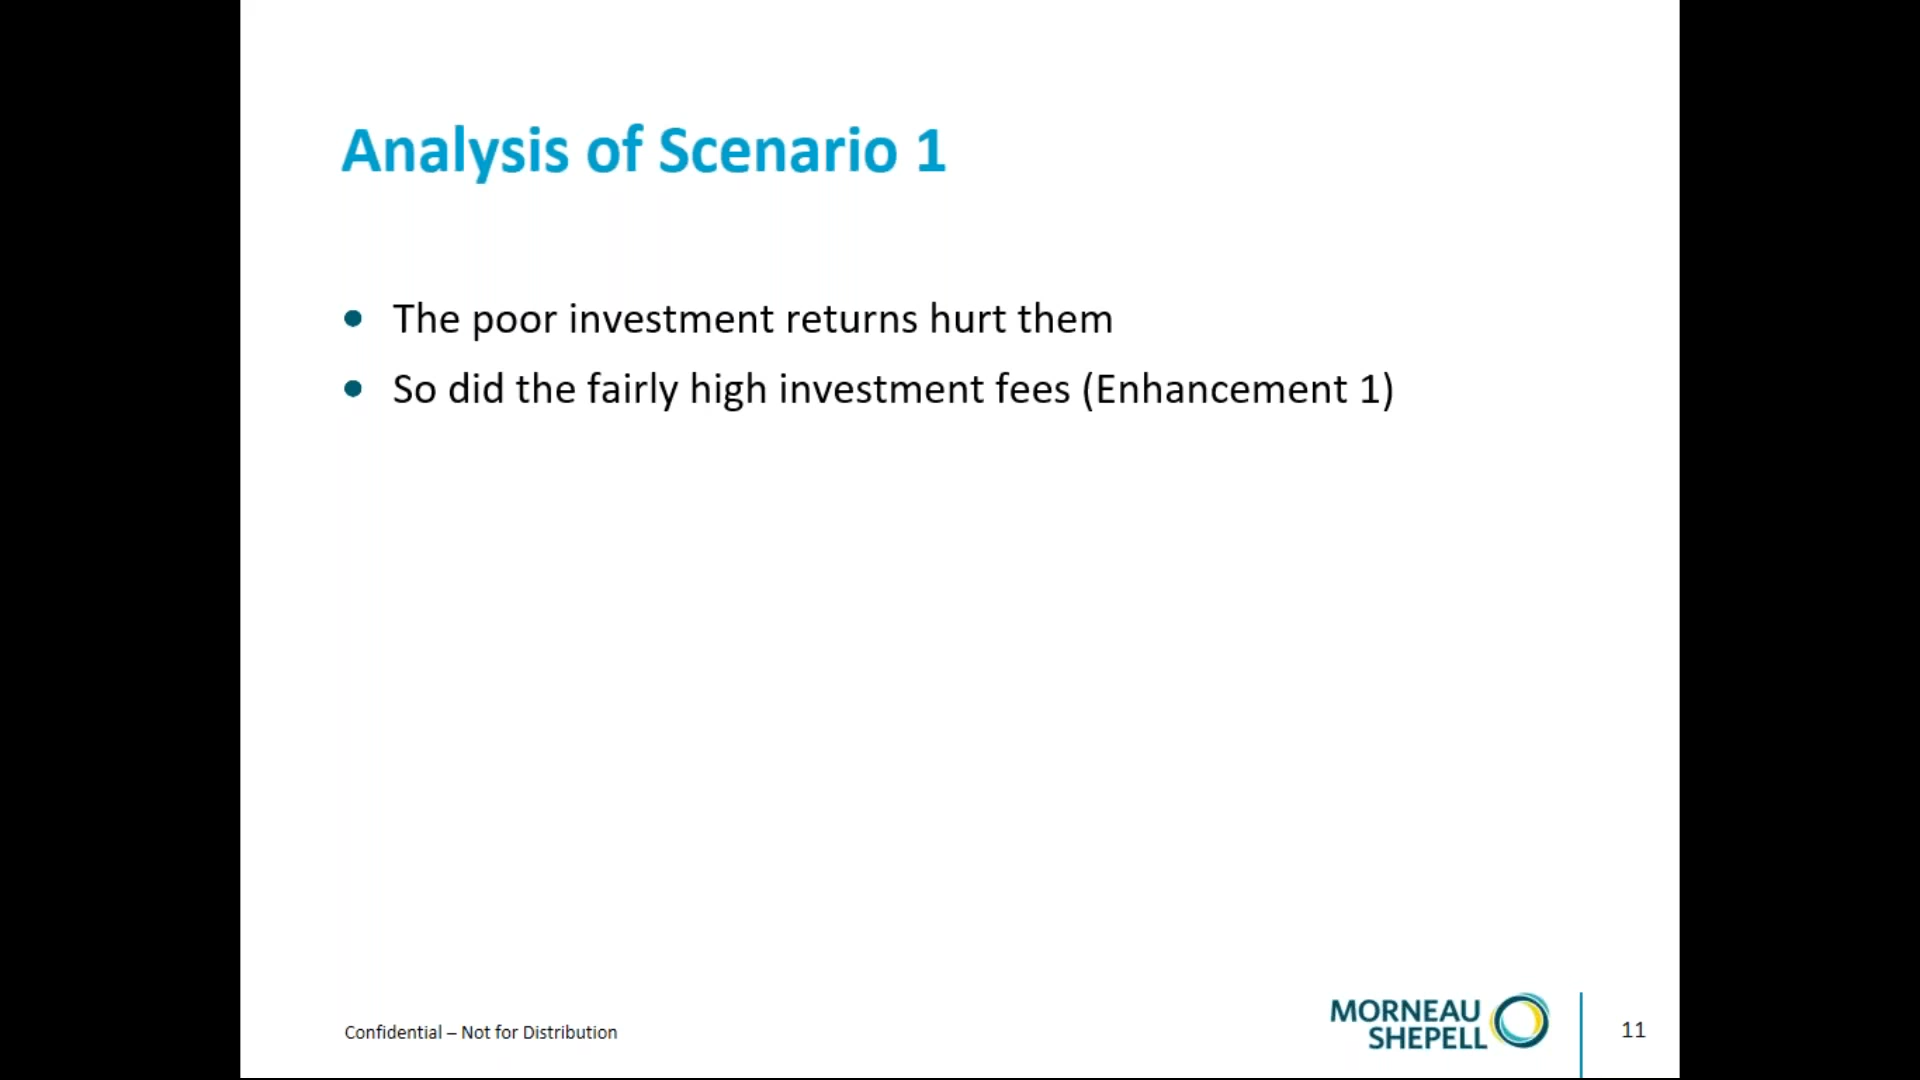 Analysis of Scenario 1
• The poor investment returns hurt them
• So did the fairly high investment fees (Enhancement 1)
Confidential – Not for Distribution
MORNEAU
SHEPELL
11